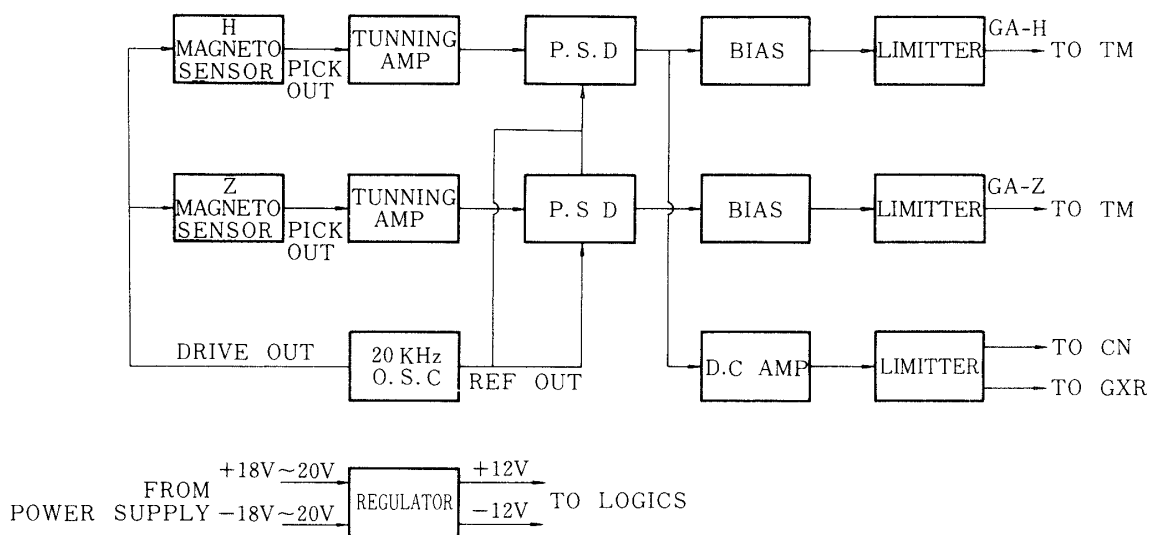 H
MAGNETO
SENSOR
PICK
OUT
TUNNING
AMP
P.S.D
BIAS
LIMITTER
GA-H
TO TM
Z
MAGNETO
SENSOR
PICK
OUT
TUNNING
AMP
P.S D
BIAS
LIMITTER
GA-Z
TO TM
DRIVE OUT
20 KHz
O.S.C
REF OUT
D.C AMP
LIMITTER
TO CN
TO GXR
FROM
POWER SUPPLY
+18V~20V
-18V~20V
REGULATOR
+12V
-12V
TO LOGICS